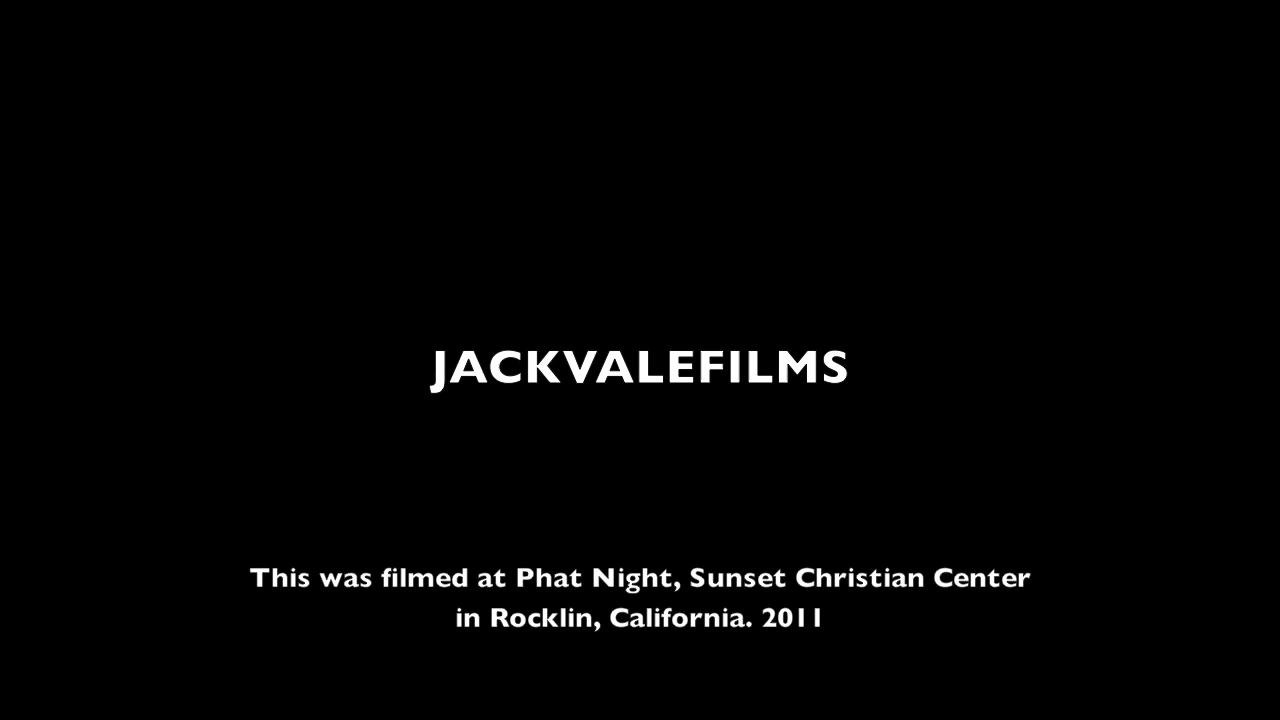 JACKVALEFILMS
This was filmed at Phat Night, Sunset Christian Center
in Rocklin, California. 2011